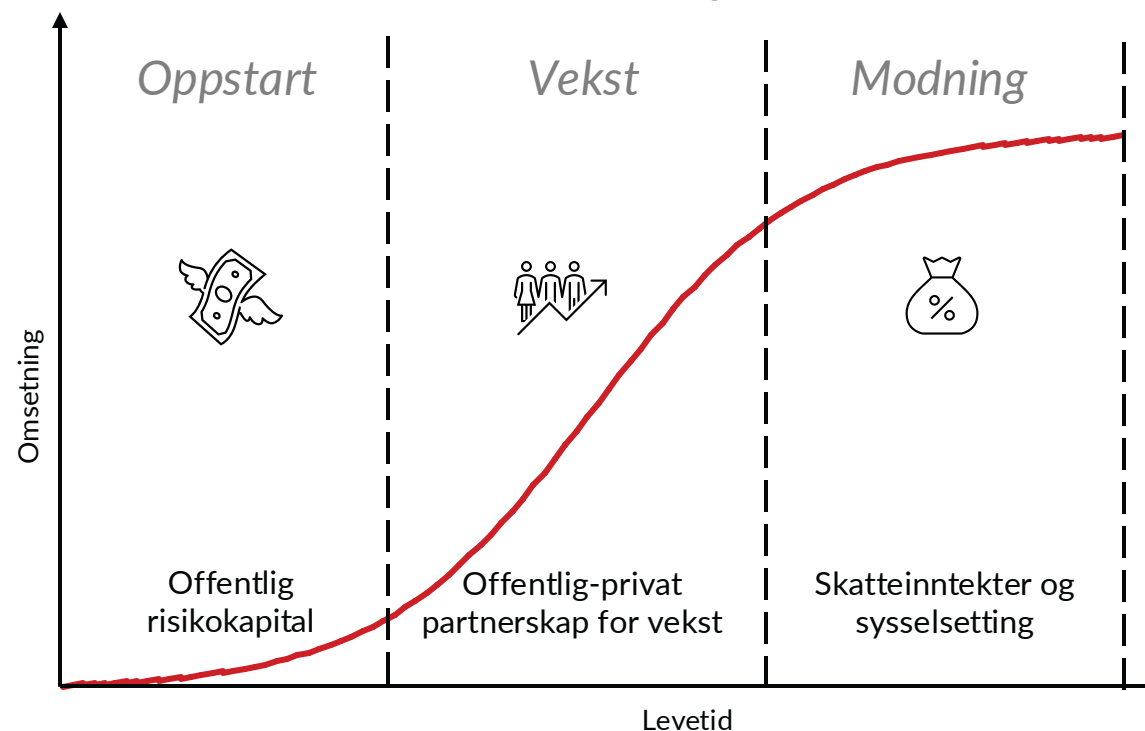 Oppstart
Vekst
Modning
Omsetning
Offentlig
risikokapital
Offentlig-privat
partnerskap for vekst
Skatteinntekter og
sysselsetting
Levetid
%